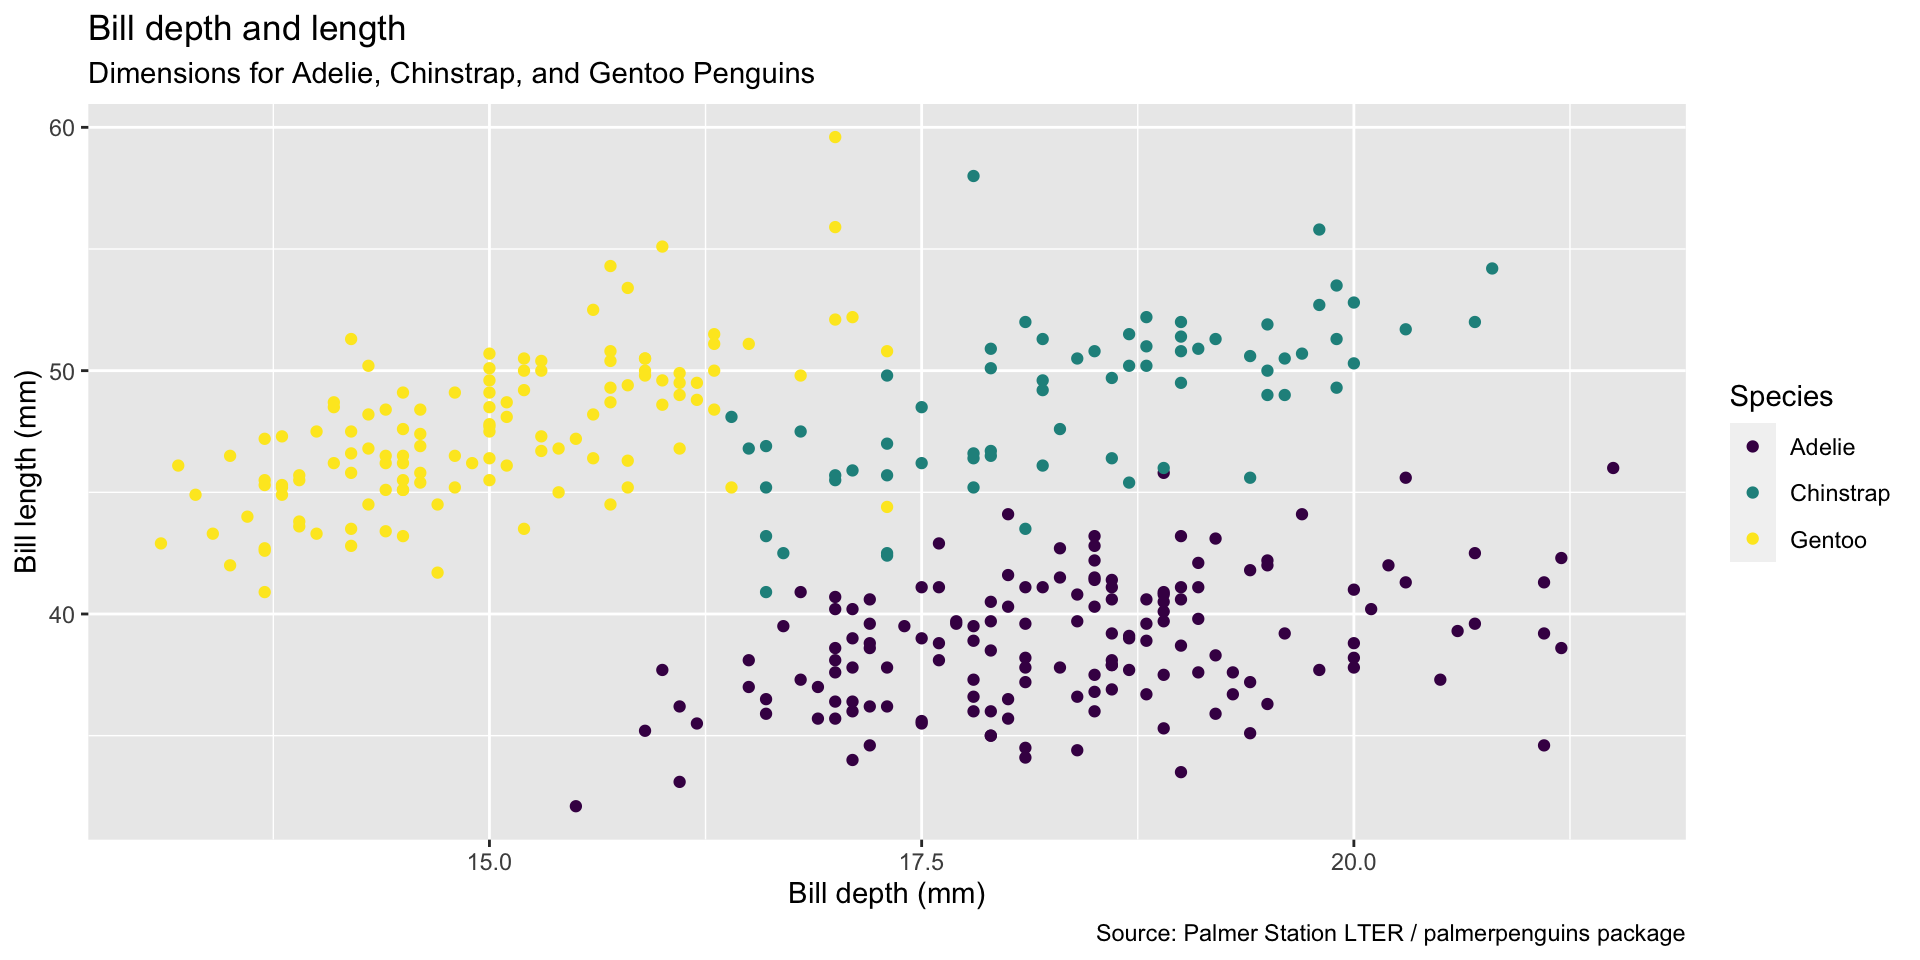 Bill depth and length
Dimensions for Adelie, Chinstrap, and Gentoo Penguins
60
50
40
Bill length (mm)
15.0
17.5
20.0
Bill depth (mm)
Species
Adelie
Chinstrap
Gentoo
Source: Palmer Station LTER / palmerpenguins package